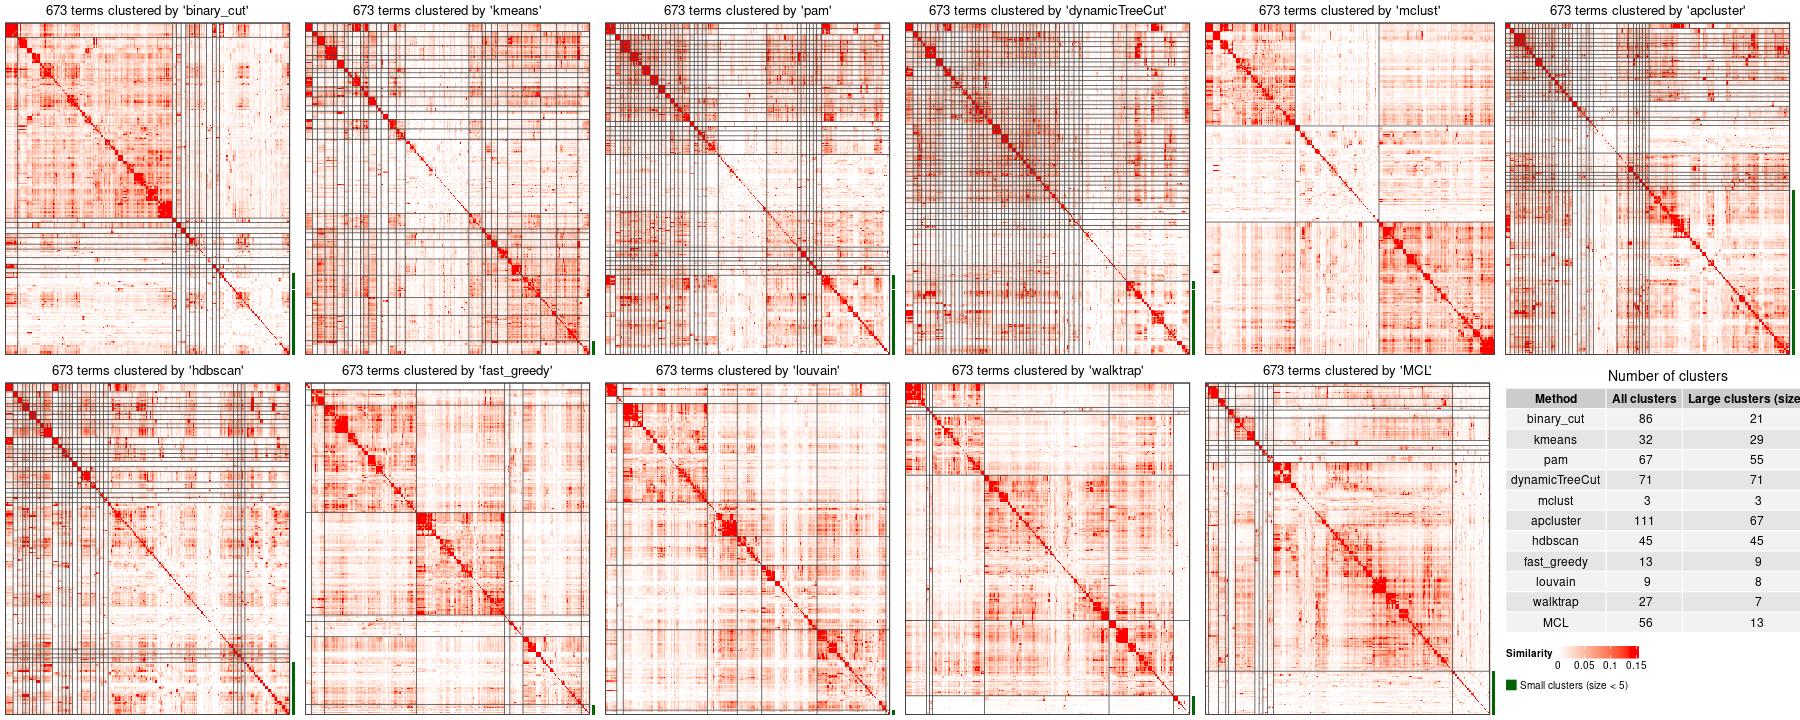 673 terms clustered by 'binary_cut'
673 terms clustered by 'kmeans'
673 terms clustered by 'pam'
673 terms clustered by 'dynamicTreeCut'
673 terms clustered by 'mclust'
673 terms clustered by 'apcluster'
673 terms clustered by 'hdbscan'
673 terms clustered by 'fast_greedy'
673 terms clustered by 'louvain'
673 terms clustered by 'walktrap'
673 terms clustered by 'MCL'
Number of clusters
Method All clusters Large clusters (size
binary_cut 86 21
kmeans 32 29
pam 67 55
dynamicTreeCut 71 71
mclust 3 3
apcluster 111 67
hdbscan 45 45
fast_greedy 13 9
louvain 9 8
walktrap 27 7
MCL 56 13
Similarity
0 0.05 0.1 0.15
Small clusters (size < 5)